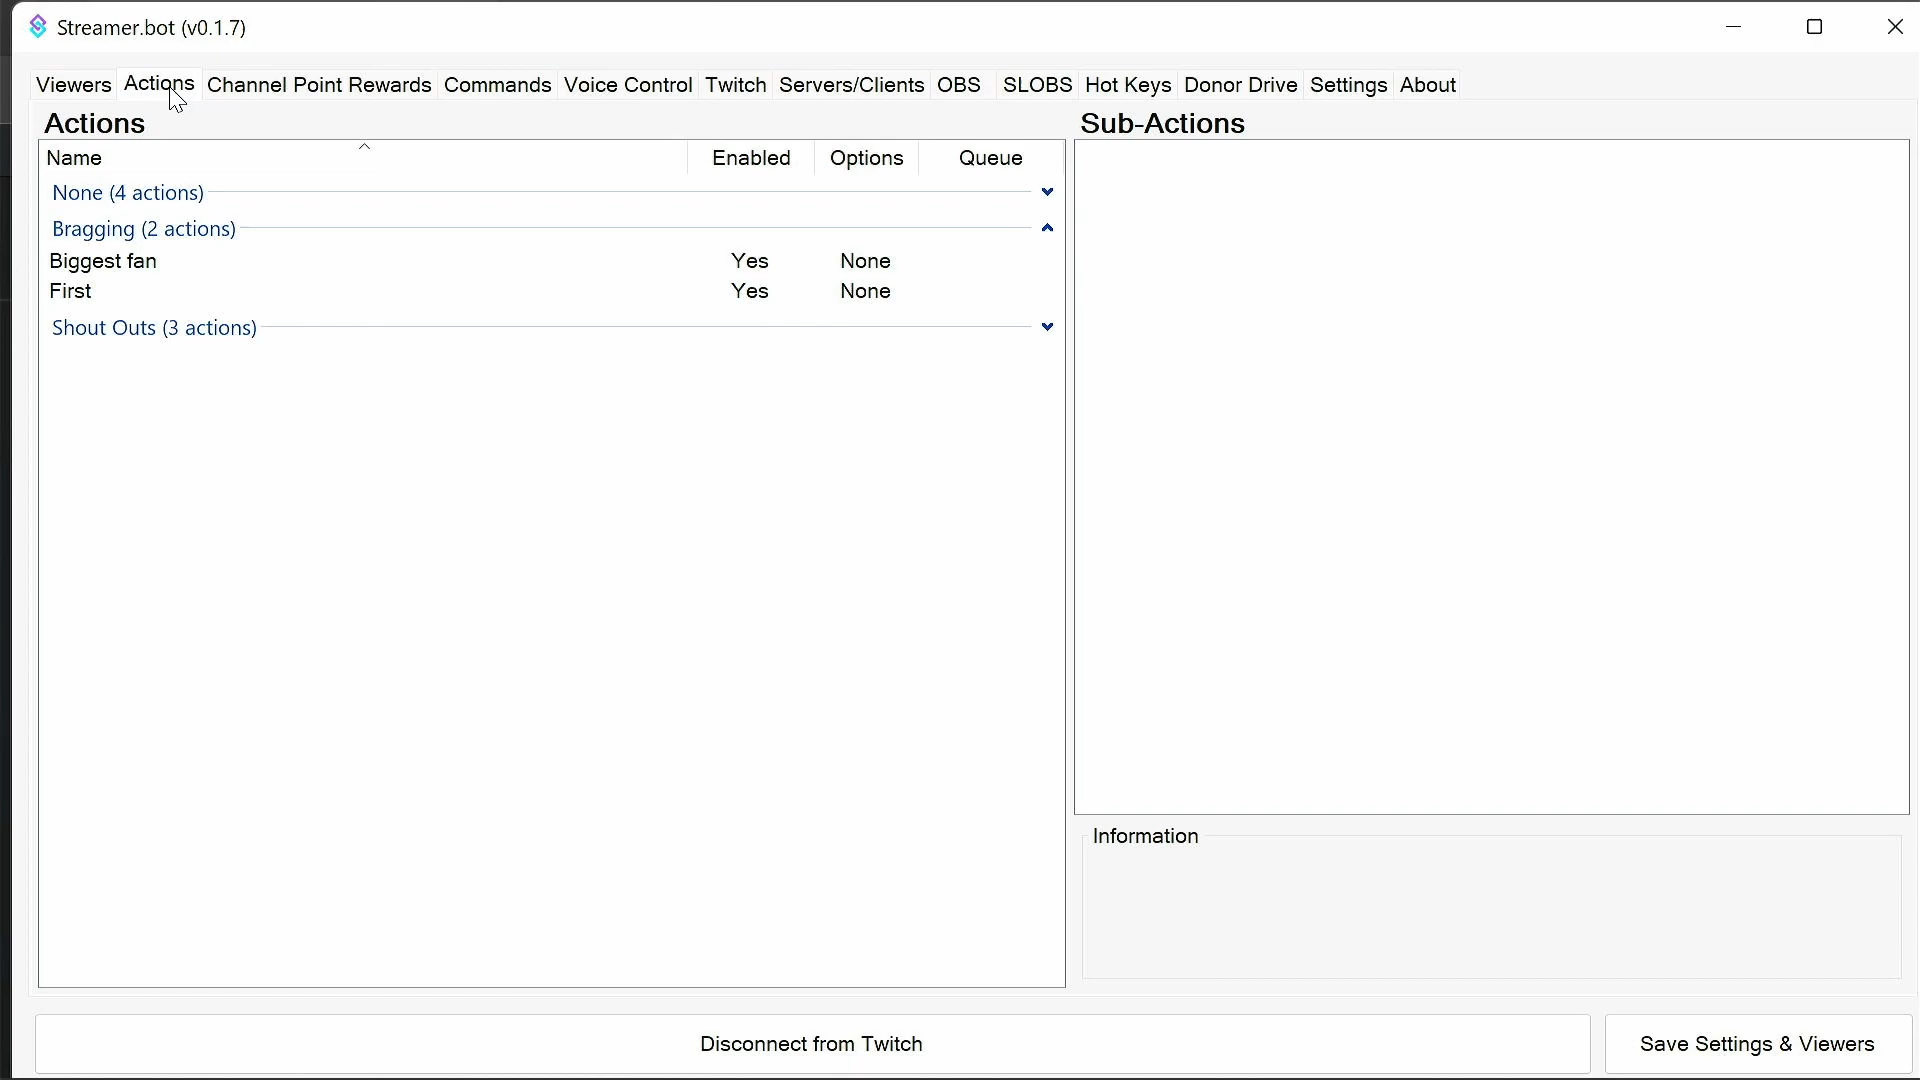 Streamer.bot (v0.1.7)
Viewers Actions Channel Point Rewards Commands Voice Control Twitch Servers/Clients OBS SLOBS Hot Keys Donor Drive Settings About
Actions
Name Enabled Options Queue
None (4 actions)
Bragging (2 actions)
Biggest fan Yes None
First Yes None
Shout Outs (3 actions)
Sub-Actions
Information
Disconnect from Twitch
Save Settings & Viewers